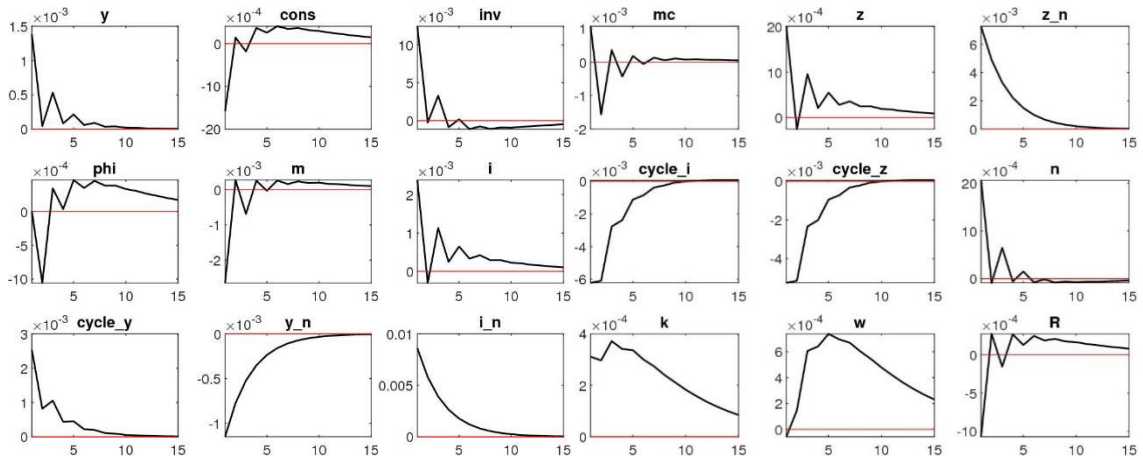 y cons inv mc z z_n
×10⁻³ ×10⁻⁴ ×10⁻³ ×10⁻³ ×10⁻⁴ ×10⁻³
1.5 1 0.5 0
0 -10 -20
10 5 0
1 0 -1 -2
20 10 0
6 4 2 0
5 10 15 5 10 15 5 10 15 5 10 15 5 10 15 5 10 15
phi m i cycle_i cycle_z n
×10⁻⁴ ×10⁻³ ×10⁻³ ×10⁻³ ×10⁻³ ×10⁻⁴
0 -5 -10
0 -1 -2
2 1 0
0 -2 -4 -6
0 -2 -4
20 10 0
5 10 15 5 10 15 5 10 15 5 10 15 5 10 15 5 10 15
cycle_y y_n i_n k w R
×10⁻³ ×10⁻³ ×10⁻⁴ ×10⁻⁴ ×10⁻⁴
3 2 1 0
0 -0.5 -1
0.01 0.005 0
4 2 0
6 4 2 0
0 -5 -10
5 10 15 5 10 15 5 10 15 5 10 15 5 10 15 5 10 15